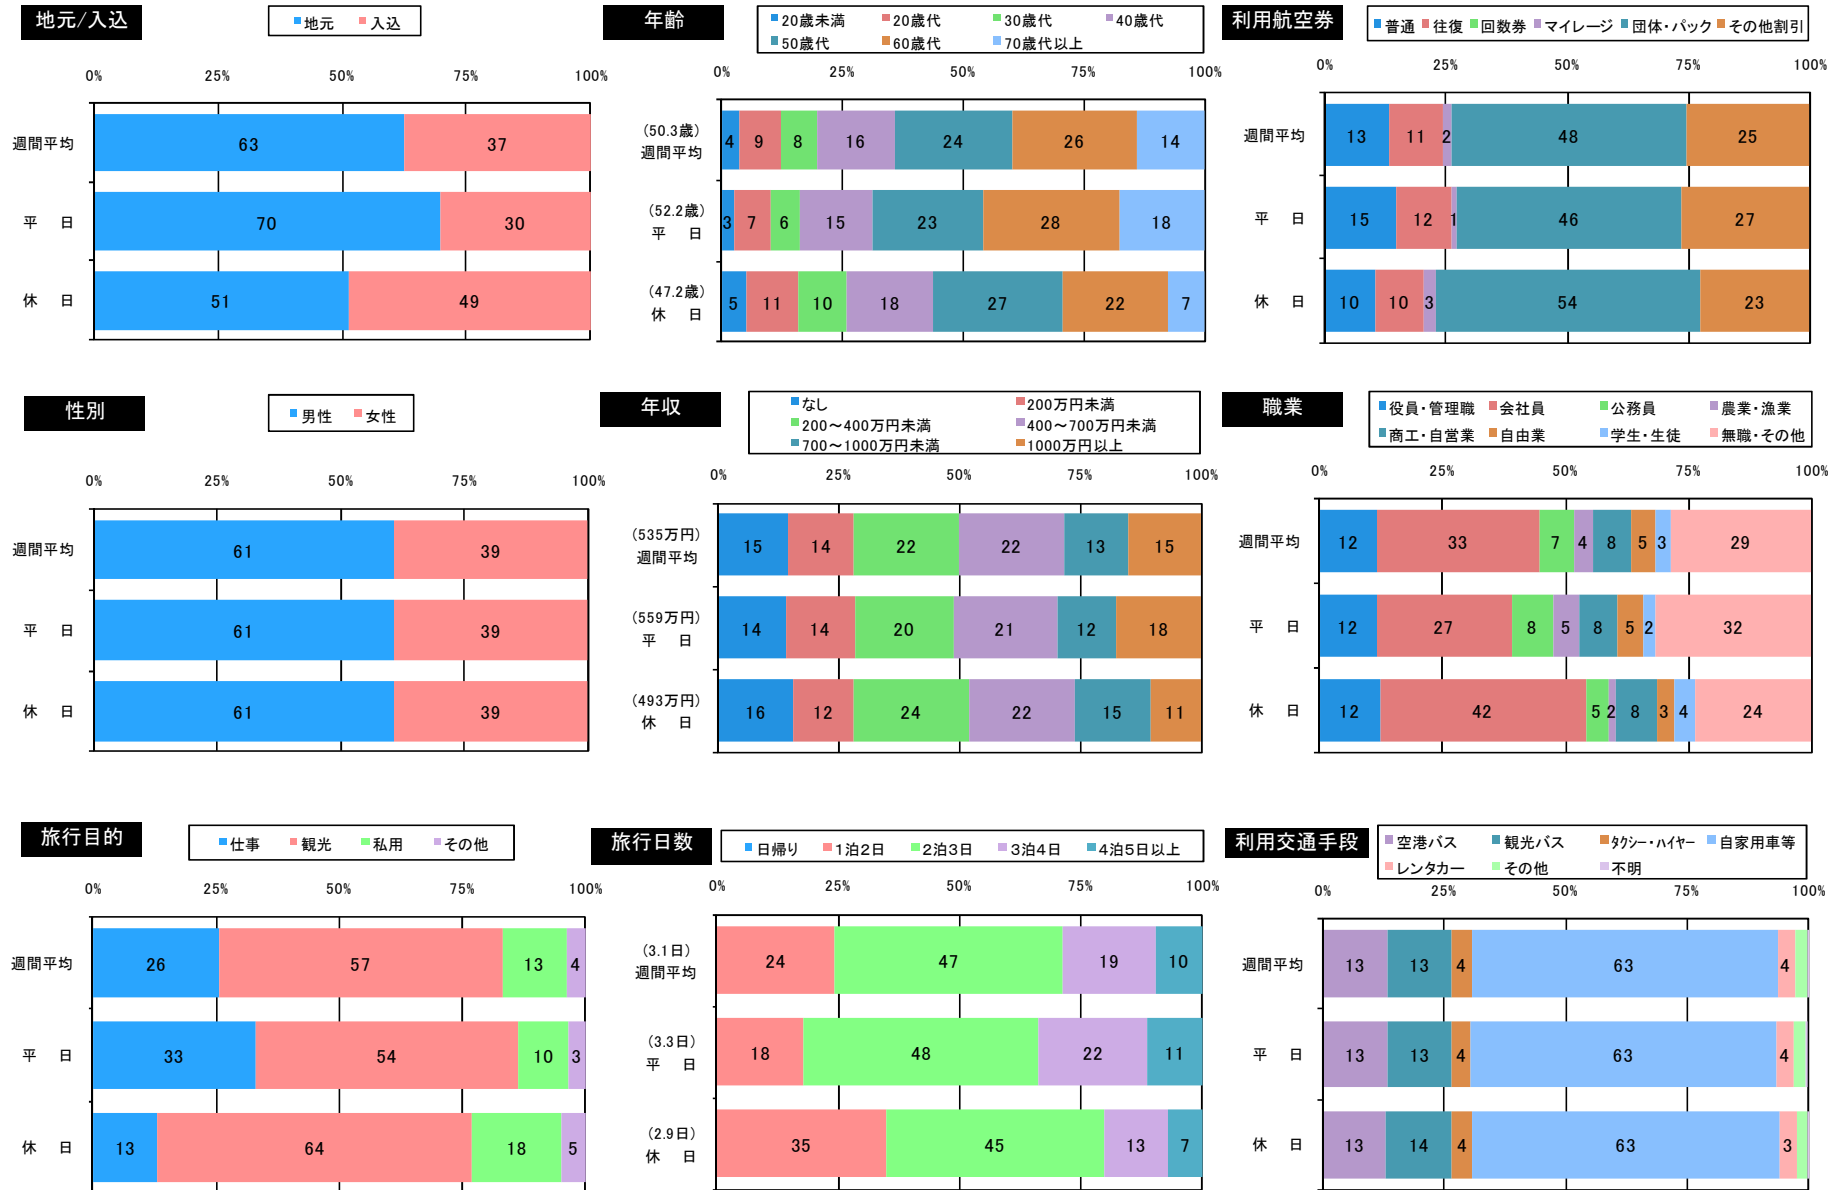 地元/入込
地元 入込
0% 25% 50% 75% 100%
週間平均 63 37
平 日 70 30
休 日 51 49
年齢
20歳未満 20歳代 30歳代 40歳代
50歳代 60歳代 70歳代以上
0% 25% 50% 75% 100%
(50.3歳)
週間平均 4 9 8 16 24 26 14
(52.2歳)
平 日 3 7 6 15 23 28 18
(47.2歳)
休 日 5 11 10 18 27 22 7
利用航空券
普通 往復 回数券 マイレージ 団体・パック その他割引
0% 25% 50% 75% 100%
週間平均 13 11 2 48 25
平 日 15 12 1 46 27
休 日 10 10 3 54 23
性別
男性 女性
0% 25% 50% 75% 100%
週間平均 61 39
平 日 61 39
休 日 61 39
年収
なし 200万円未満
200～400万円未満 400～700万円未満
700～1000万円未満 1000万円以上
0% 25% 50% 75% 100%
(535万円)
週間平均 15 14 22 22 13 15
(559万円)
平 日 14 14 20 21 12 18
(493万円)
休 日 16 12 24 22 15 11
職業
役員・管理職 会社員 公務員 農業・漁業
商工・自営業 自由業 学生・生徒 無職・その他
0% 25% 50% 75% 100%
週間平均 12 33 7 4 8 5 3 29
平 日 12 27 8 5 8 5 2 32
休 日 12 42 5 2 8 3 4 24
旅行目的
仕事 観光 私用 その他
0% 25% 50% 75% 100%
週間平均 26 57 13 4
平 日 33 54 10 3
休 日 13 64 18 5
旅行日数
日帰り 1泊2日 2泊3日 3泊4日 4泊5日以上
0% 25% 50% 75% 100%
(3.1日)
週間平均 24 47 19 10
(3.3日)
平 日 18 48 22 11
(2.9日)
休 日 35 45 13 7
利用交通手段
空港バス 観光バス ﾀｸｼｰ・ﾊｲﾔｰ 自家用車等
レンタカー その他 不明
0% 25% 50% 75% 100%
週間平均 13 13 4 63 4
平 日 13 13 4 63 4
休 日 13 14 4 63 3